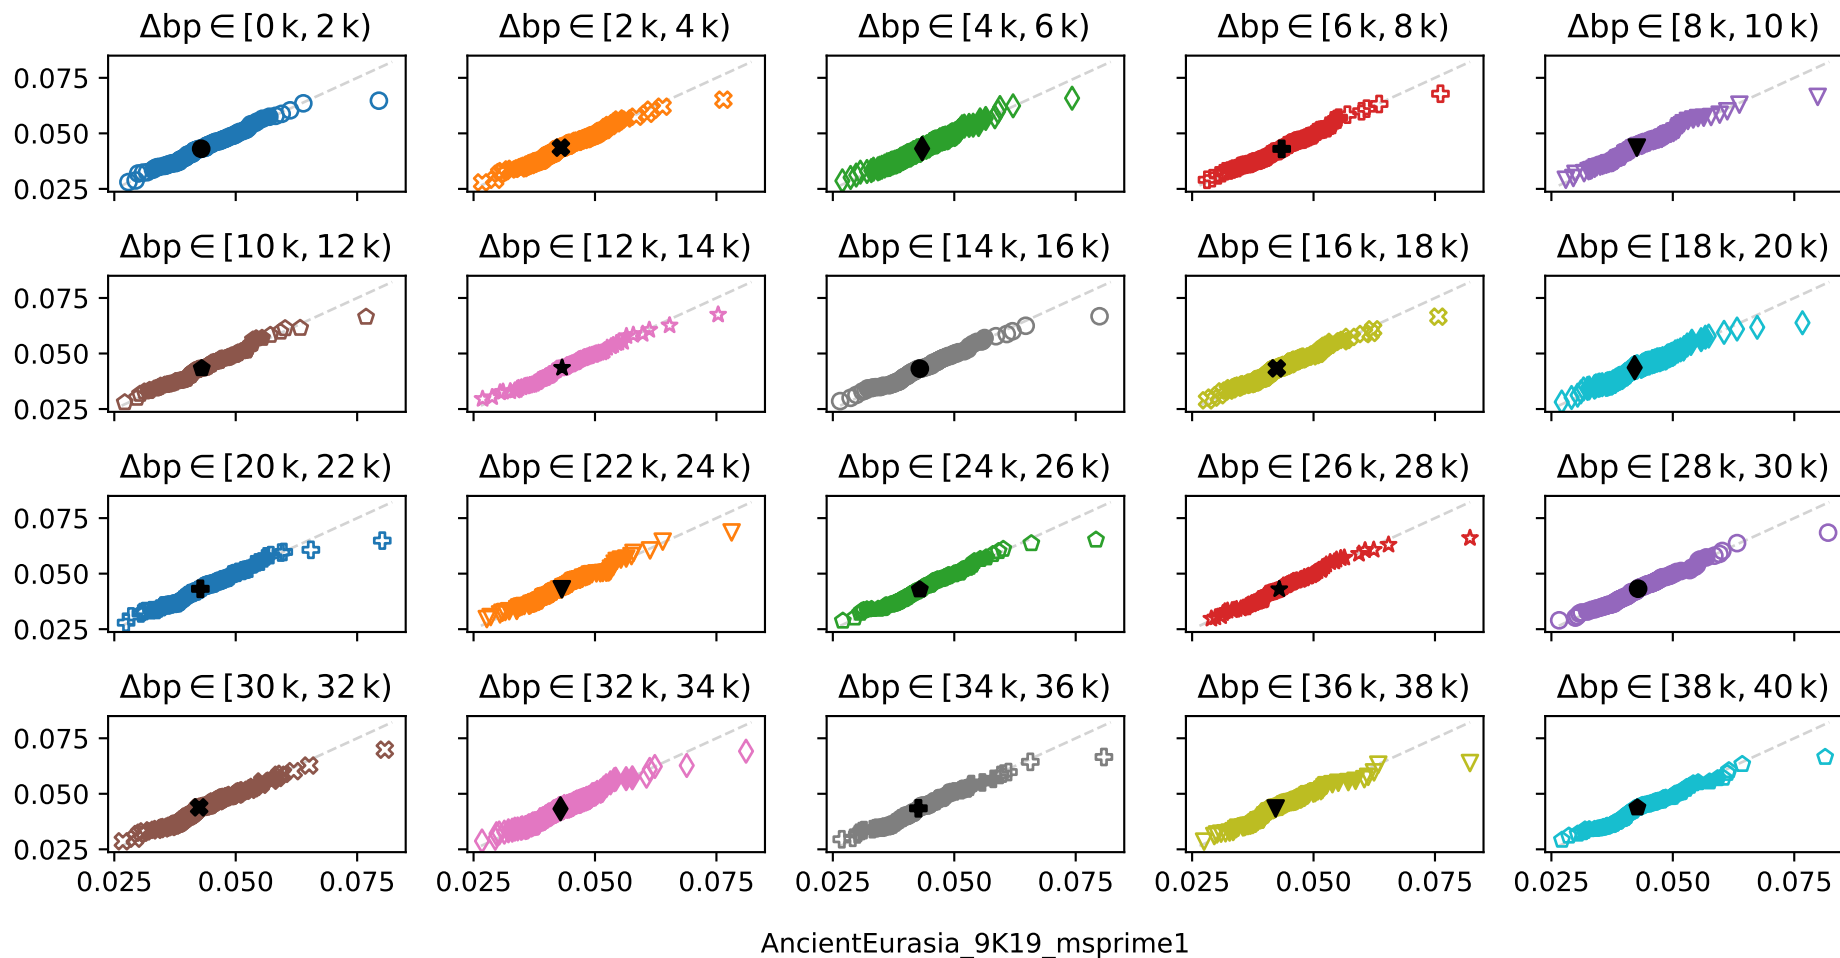 Δbp ∈ [0 k, 2 k) Δbp ∈ [2 k, 4 k) Δbp ∈ [4 k, 6 k) Δbp ∈ [6 k, 8 k) Δbp ∈ [8 k, 10 k)
0.075
0.050
0.025
Δbp ∈ [10 k, 12 k) Δbp ∈ [12 k, 14 k) Δbp ∈ [14 k, 16 k) Δbp ∈ [16 k, 18 k) Δbp ∈ [18 k, 20 k)
0.075
0.050
0.025
Δbp ∈ [20 k, 22 k) Δbp ∈ [22 k, 24 k) Δbp ∈ [24 k, 26 k) Δbp ∈ [26 k, 28 k) Δbp ∈ [28 k, 30 k)
0.075
0.050
0.025
Δbp ∈ [30 k, 32 k) Δbp ∈ [32 k, 34 k) Δbp ∈ [34 k, 36 k) Δbp ∈ [36 k, 38 k) Δbp ∈ [38 k, 40 k)
0.075
0.050
0.025
0.025 0.050 0.075 0.025 0.050 0.075 0.025 0.050 0.075 0.025 0.050 0.075 0.025 0.050 0.075
AncientEurasia_9K19_msprime1